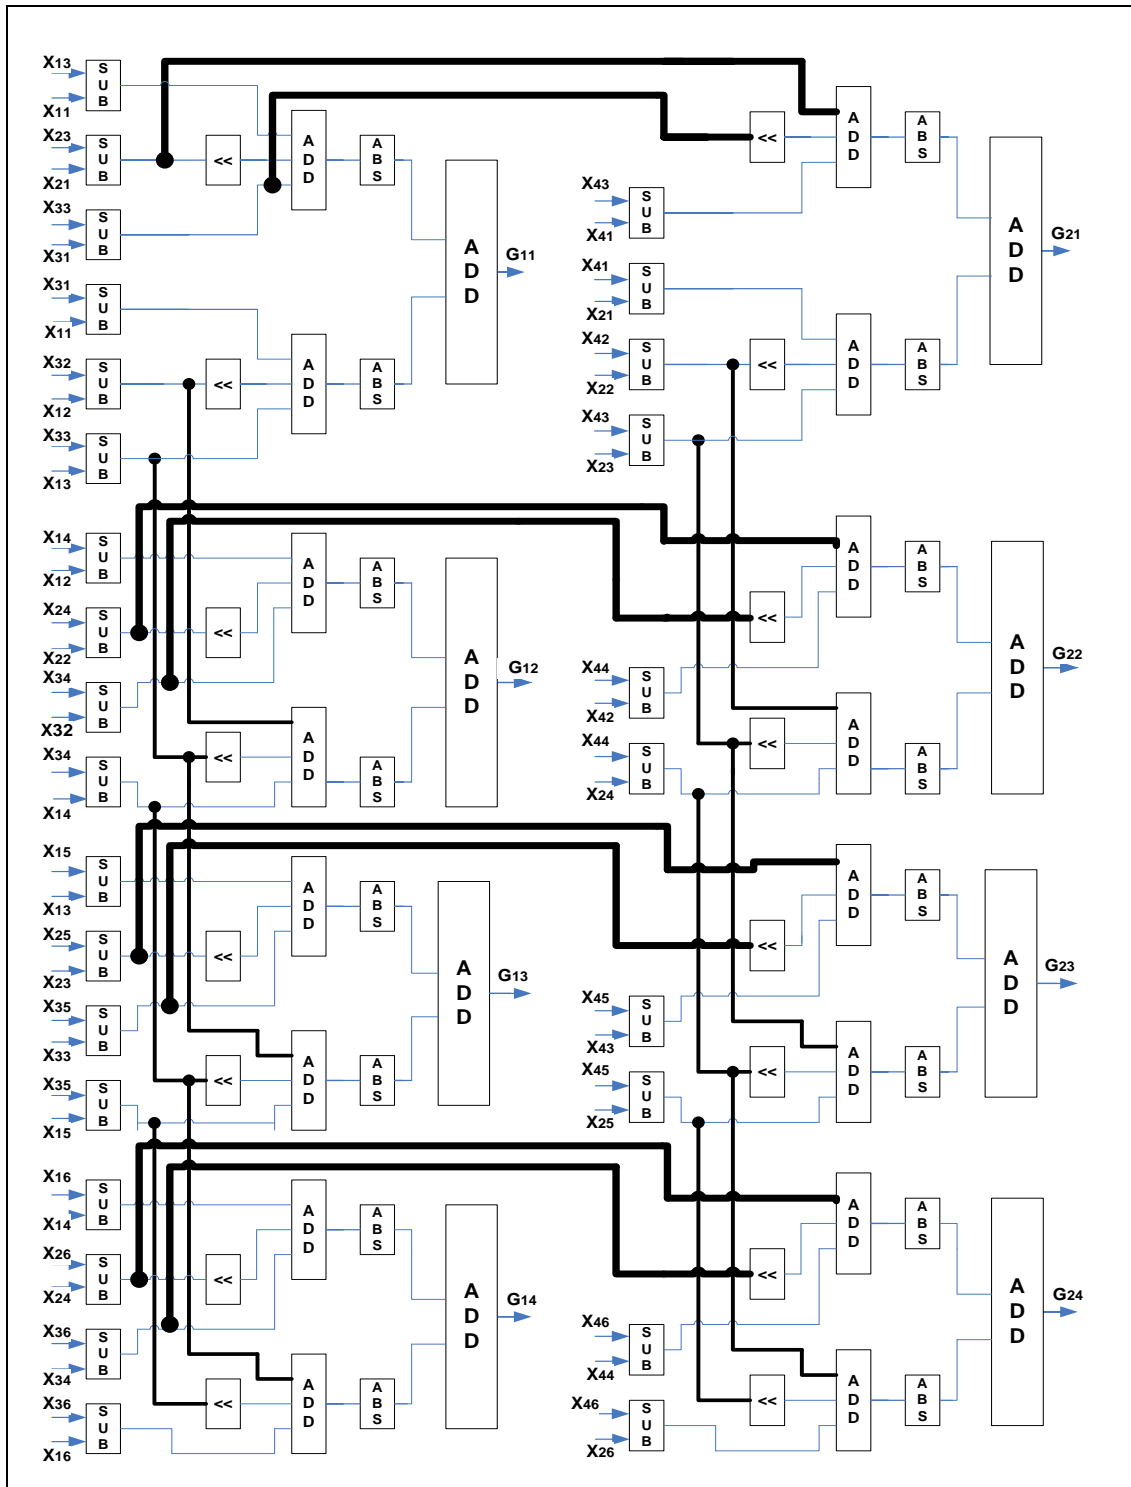 X13
SUB
X11
X23
SUB
X21
<<
X33
SUB
X31
ADD
ABS
X31
SUB
X11
X32
SUB
X12
<<
X33
SUB
X13
ADD
ABS
ADD
G11
<<
X43
SUB
X41
ADD
ABS
X41
SUB
X21
X42
SUB
X22
<<
X43
SUB
X23
ADD
ABS
ADD
G21
X14
SUB
X12
X24
SUB
X22
<<
X34
SUB
X32
ADD
ABS
X34
SUB
X14
<<
ADD
ABS
ADD
G12
<<
X44
SUB
X42
ADD
ABS
X44
SUB
X24
<<
ADD
ABS
ADD
G22
X15
SUB
X13
X25
SUB
X23
<<
X35
SUB
X33
ADD
ABS
X35
SUB
X15
<<
ADD
ABS
ADD
G13
<<
X45
SUB
X43
ADD
ABS
X45
SUB
X25
<<
ADD
ABS
ADD
G23
X16
SUB
X14
X26
SUB
X24
<<
X36
SUB
X34
ADD
ABS
X36
SUB
X16
<<
ADD
ABS
ADD
G14
<<
X46
SUB
X44
ADD
ABS
X46
SUB
X26
<<
ADD
ABS
ADD
G24